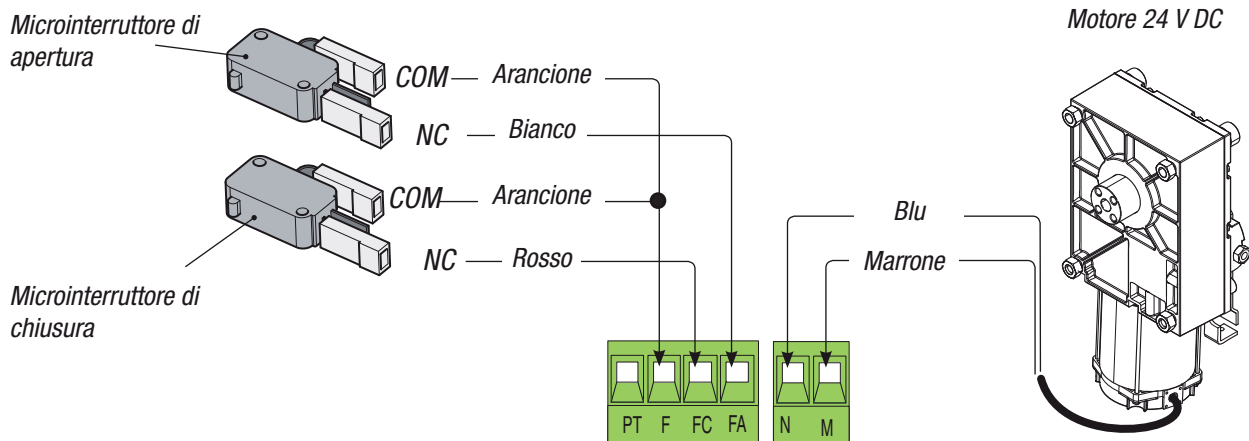 Microinterruttore di
apertura
COM
Arancione
NC
Bianco
COM
Arancione
NC
Rosso
Microinterruttore di
chiusura
Motore 24 V DC
Blu
Marrone
PT F FC FA N M